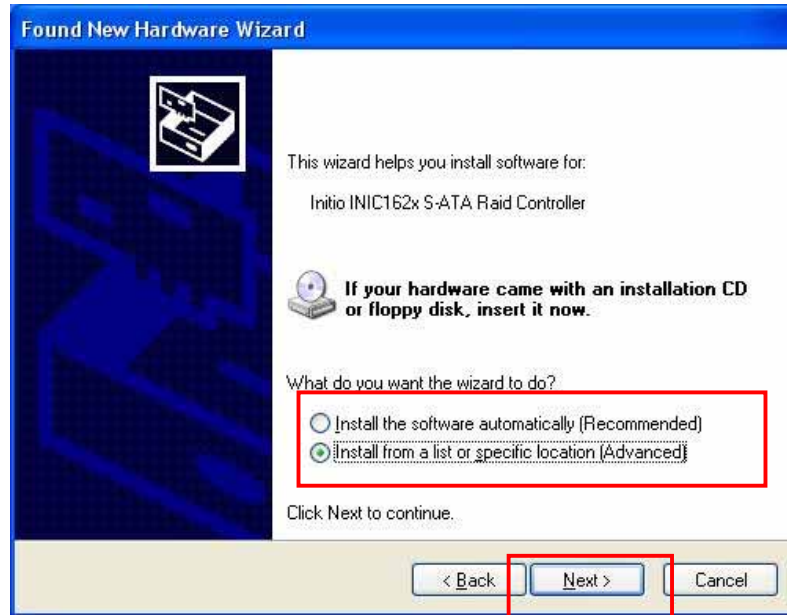 Found New Hardware Wizard
This wizard helps you install software for:
Initio INIC162x S-ATA Raid Controller
If your hardware came with an installation CD
or floppy disk, insert it now.
What do you want the wizard to do?
Install the software automatically (Recommended)
Install from a list or specific location (Advanced)
Click Next to continue.
< Back Next > Cancel